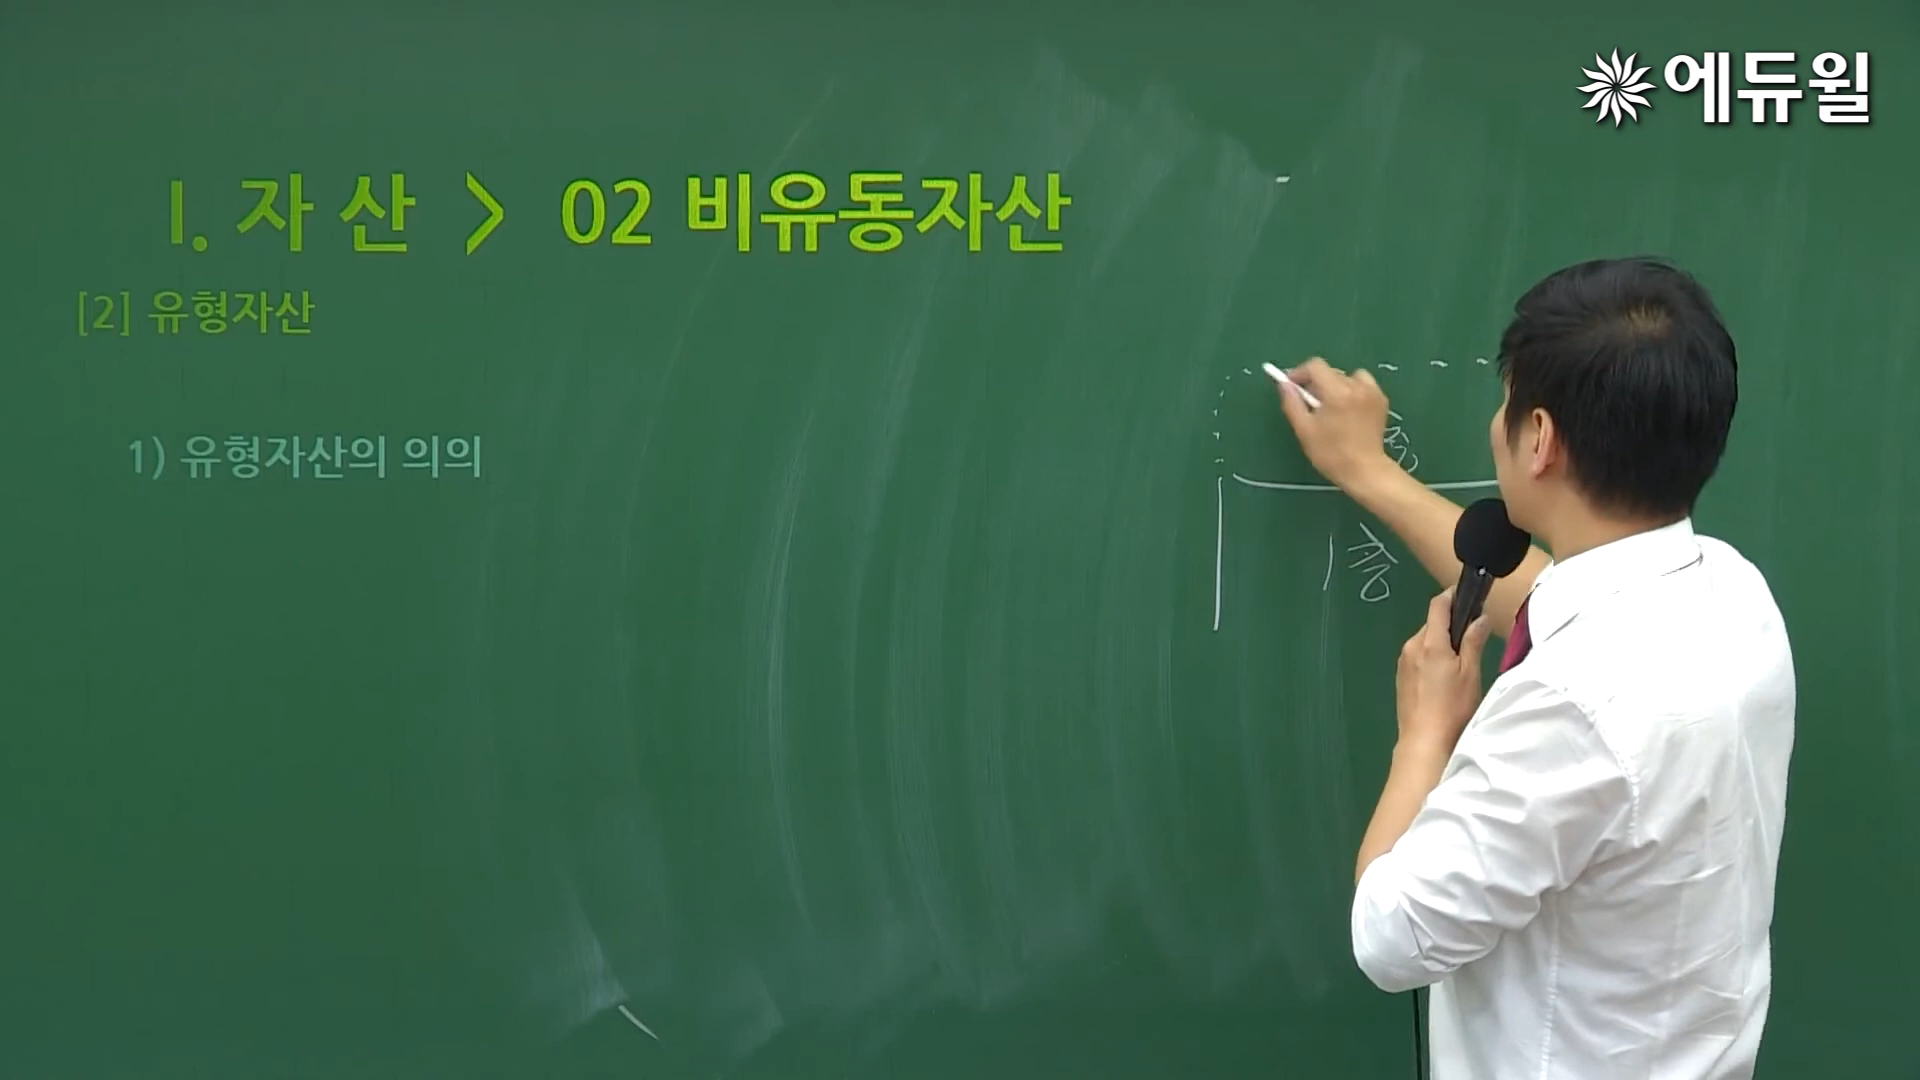 에듀윌
I. 자 산 > 02 비유동자산
[2] 유형자산
1) 유형자산의 의의
층
1층